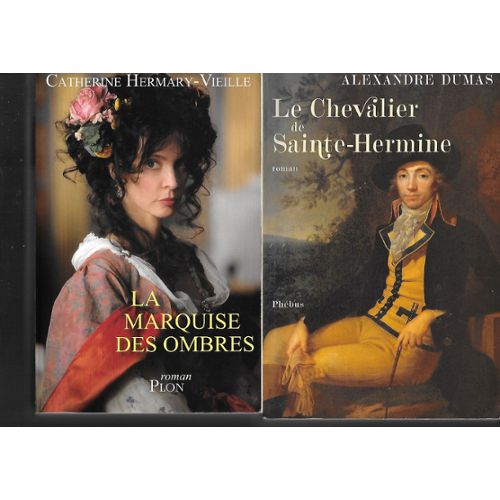 CATHERINE HERMARY-VIEILLE
LA
MARQUISE
DES OMBRES
roman
PLON
ALEXANDRE DUMAS
Le Chevalier
de
Sainte-Hermine
roman
Phébus